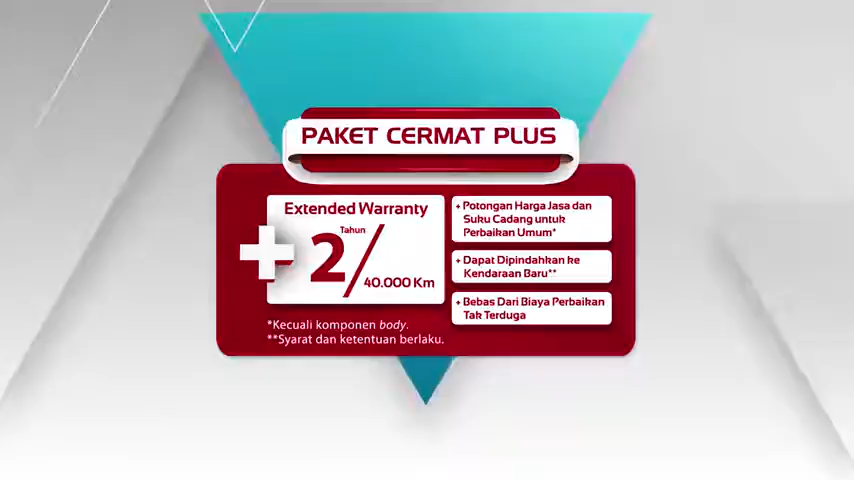 PAKET CERMAT PLUS
Extended Warranty
+ 2 Tahun /
40.000 Km
+ Potongan Harga Jasa dan
Suku Cadang untuk
Perbaikan Umum*
+ Dapat Dipindahkan ke
Kendaraan Baru**
+ Bebas Dari Biaya Perbaikan
Tak Terduga
*Kecuali komponen body.
**Syarat dan ketentuan berlaku.